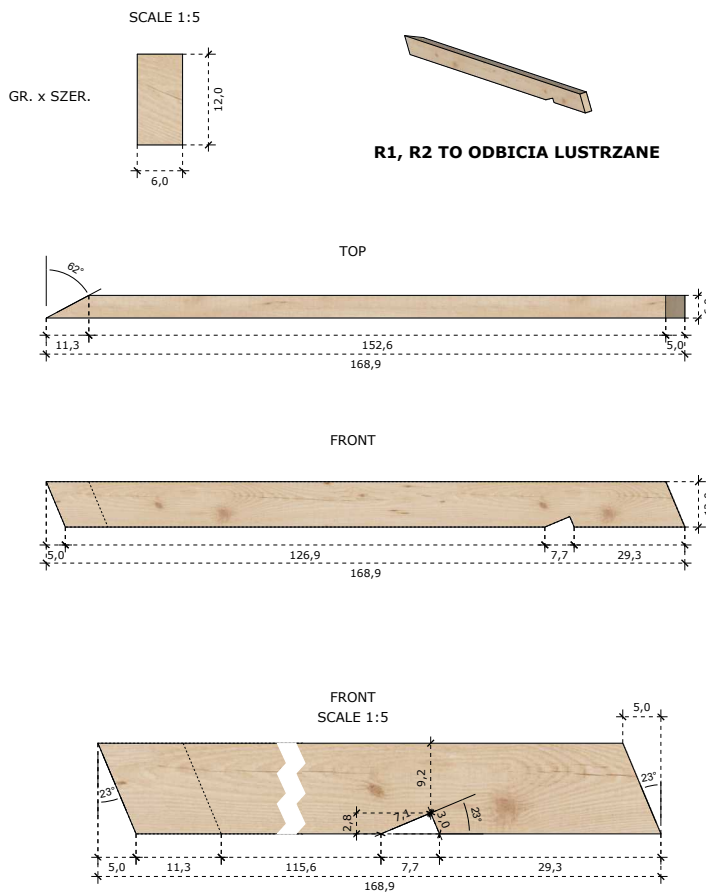 SCALE 1:5
GR. x SZER.
12,0
6,0
R1, R2 TO ODBICIA LUSTRZANE
TOP
62°
11,3 152,6 5,0
168,9
FRONT
5,0 126,9 7,7 29,3
168,9
FRONT
SCALE 1:5
5,0
23° 9,2 23°
2,8 7,1 3,0 23°
5,0 11,3 115,6 7,7 29,3
168,9